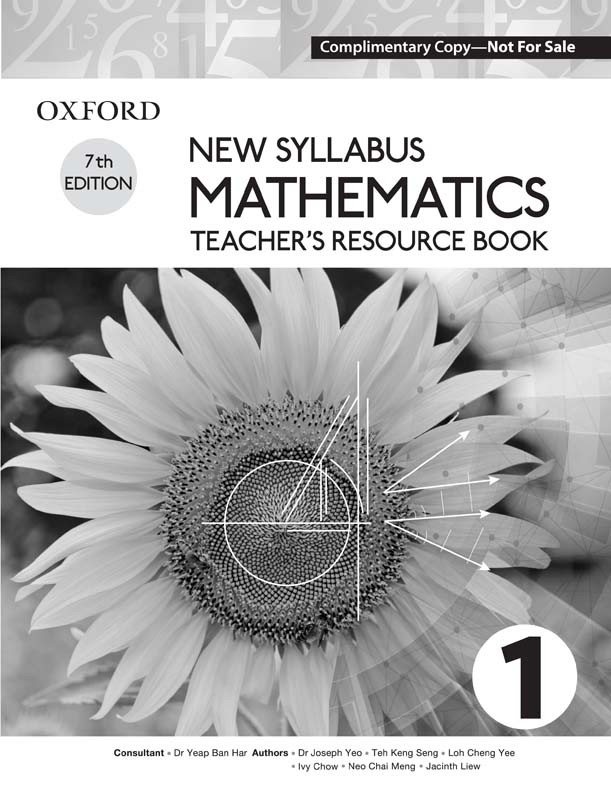 Complimentary Copy—Not For Sale
OXFORD
7th
EDITION
NEW SYLLABUS
MATHEMATICS
TEACHER'S RESOURCE BOOK
1
Consultant • Dr Yeap Ban Har Authors • Dr Joseph Yeo • Teh Keng Seng • Loh Cheng Yee
• Ivy Chow • Neo Chai Meng • Jacinth Liew